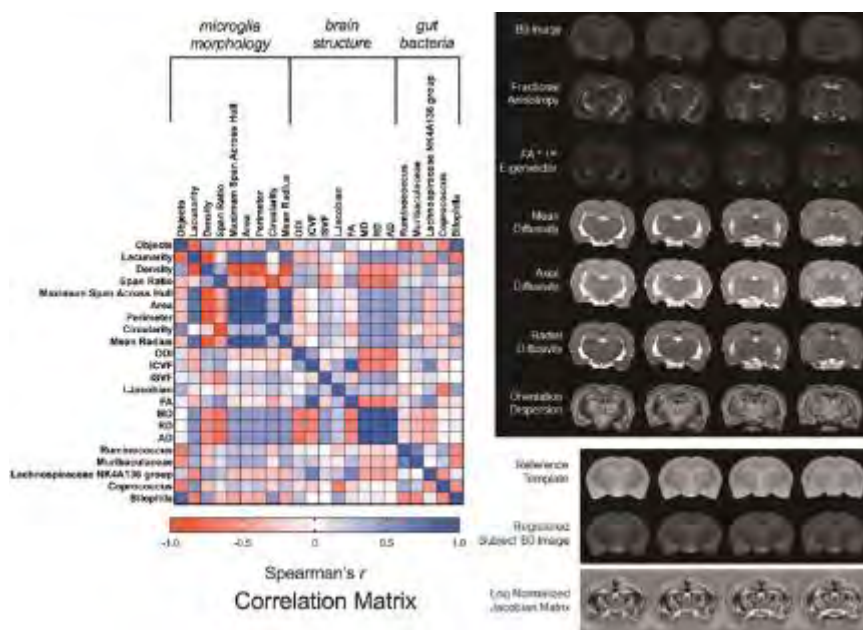 microglia morphology
brain structure
gut bacteria
Objects
Lacunarity
Density
Span Ratio
Maximum Span Across Hull
Area
Perimeter
Circularity
Mean Radius
ODI
ICVF
FA
MD
RD
AD
Ruminococcus
Muribaculaceae
Lachnospiraceae NK4A136 group
Coprococcus
Bilophila
Objects
Lacunarity
Density
Span Ratio
Maximum Span Across Hull
Area
Perimeter
Circularity
Mean Radius
ODI
ICVF
FA
MD
RD
AD
Ruminococcus
Muribaculaceae
Lachnospiraceae NK4A136 group
Coprococcus
Bilophila
-1.0 -0.5 0 0.5 1.0
Spearman's r
Correlation Matrix
B0 Image
Fractional
Anisotropy
Eigenvector
Mean
Diffusivity
Axial
Diffusivity
Radial
Diffusivity
Orientation
Dispersion
Reference
Template
Registered
Subject B0 Image
Log Normalized
Jacobian Matrix